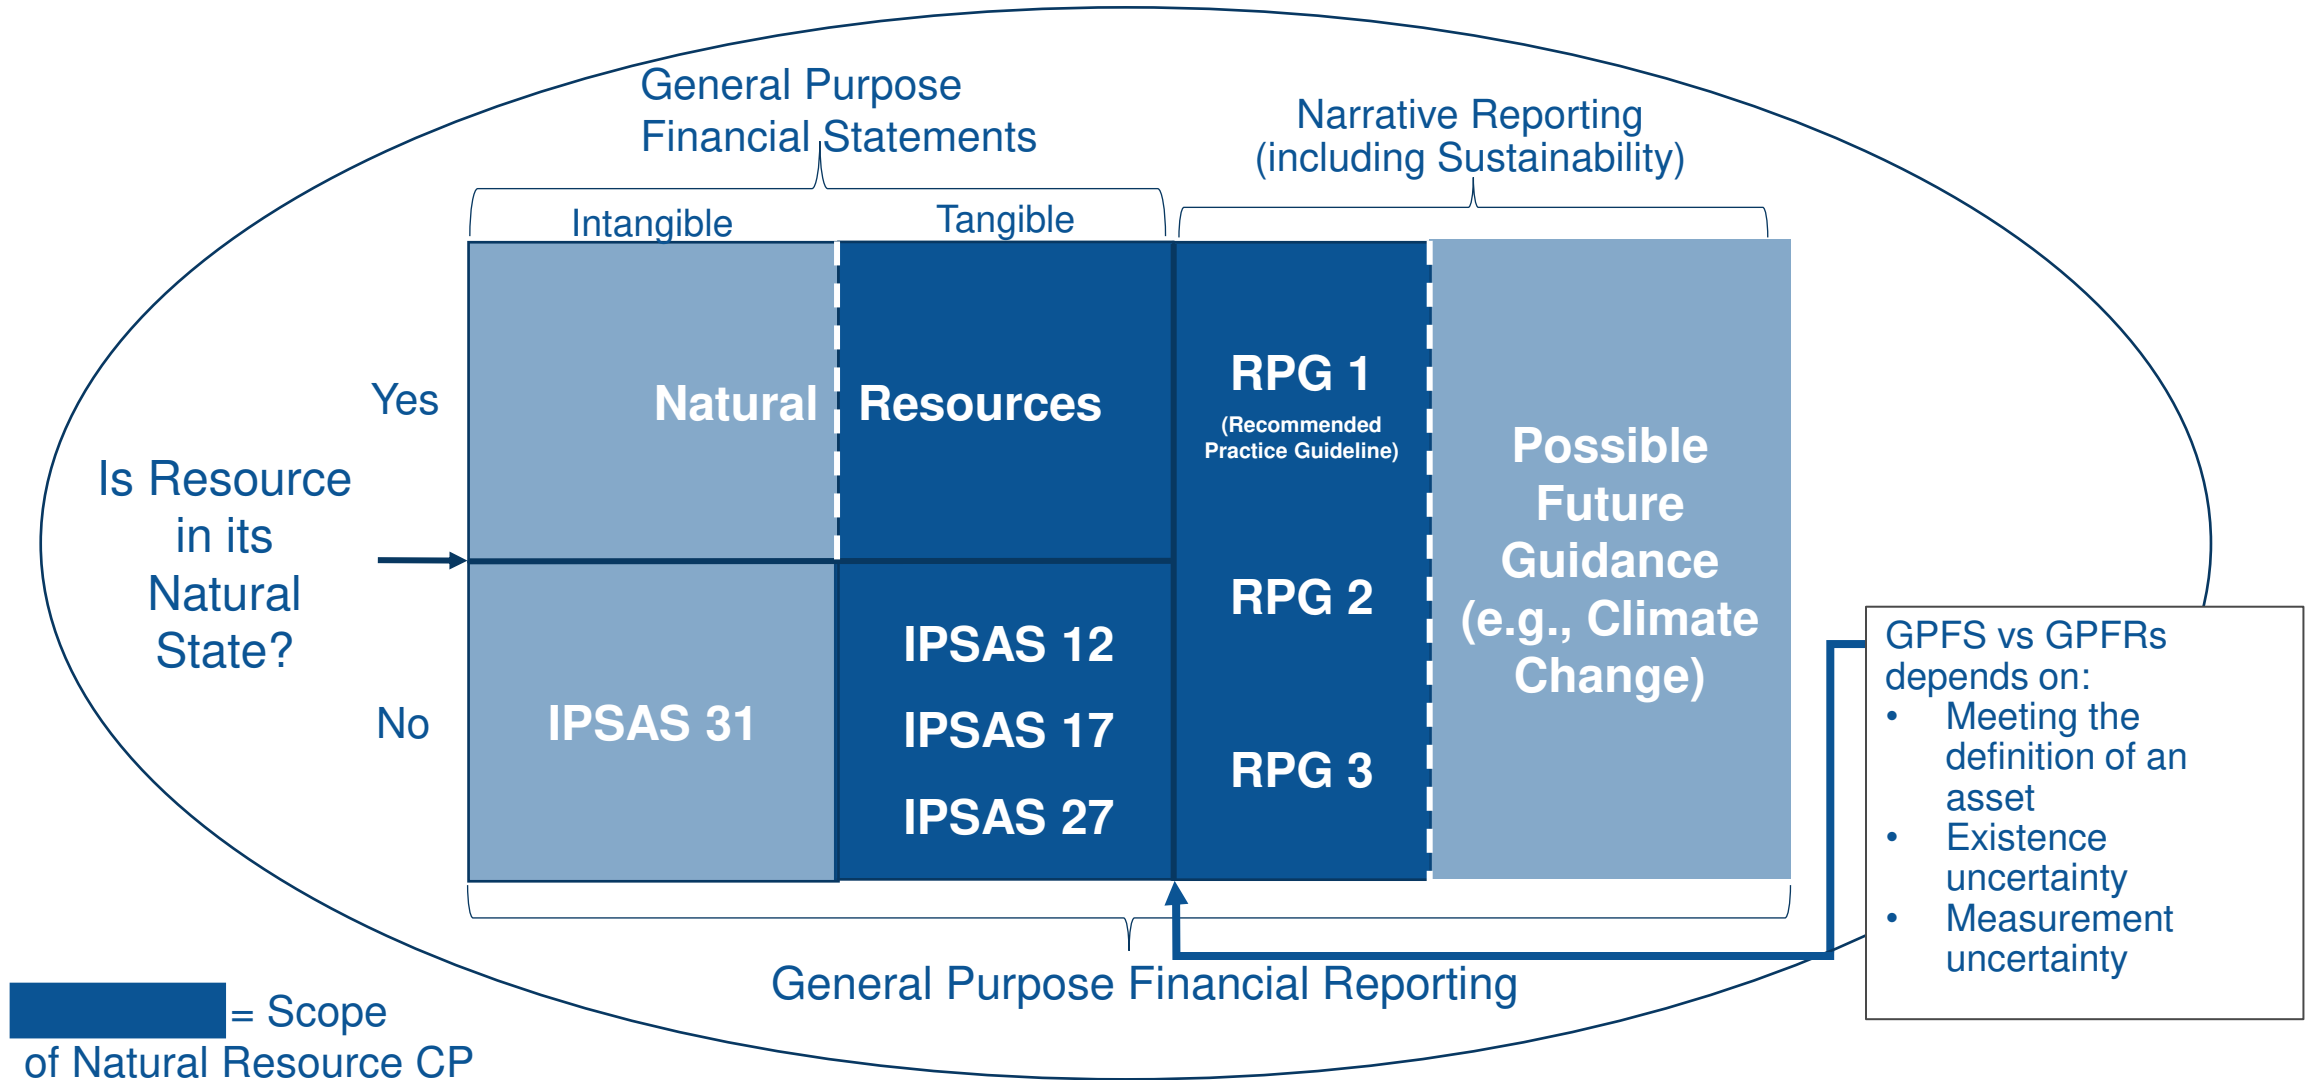 General Purpose
Financial Statements
Narrative Reporting
(including Sustainability)
Intangible
Tangible
Yes
Natural Resources
Is Resource
in its
Natural
State?
No
IPSAS 31
IPSAS 12
IPSAS 17
IPSAS 27
RPG 1
(Recommended
Practice Guideline)
RPG 2
RPG 3
Possible
Future
Guidance
(e.g., Climate
Change)
GPFS vs GPFRs
depends on:
• Meeting the
definition of an
asset
• Existence
uncertainty
• Measurement
uncertainty
General Purpose Financial Reporting
= Scope
of Natural Resource CP